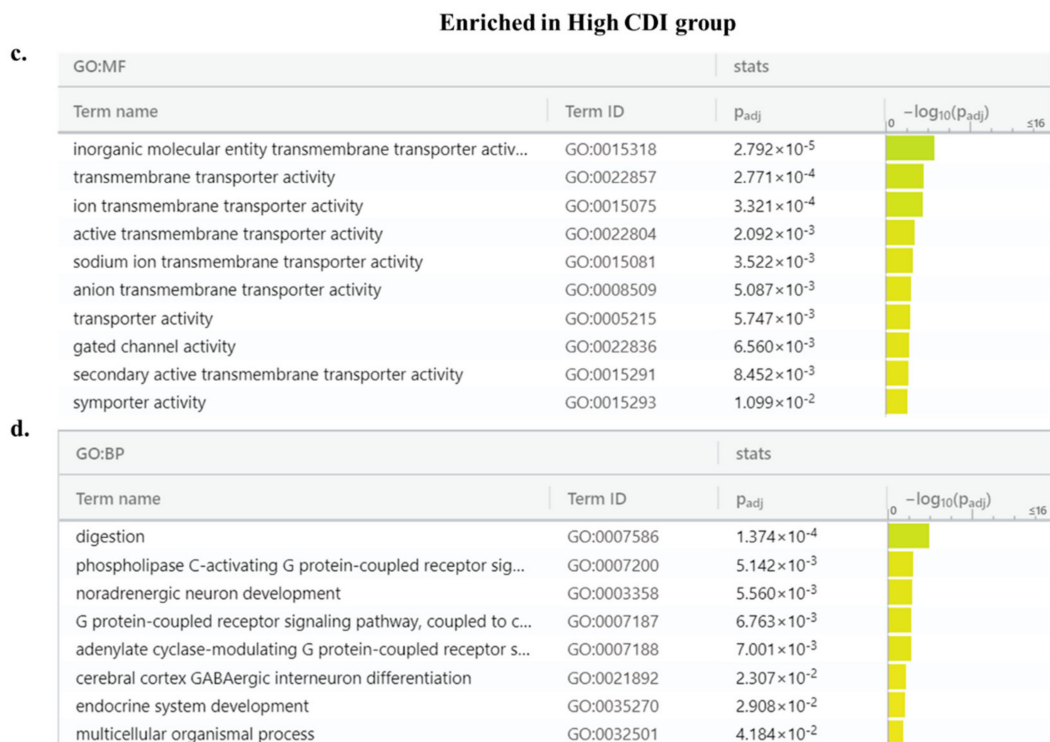 Enriched in High CDI group
c.
GO:MF stats
Term name Term ID padj −log10(padj)
0 ≤16
inorganic molecular entity transmembrane transporter activ... GO:0015318 2.792×10-5
transmembrane transporter activity GO:0022857 2.771×10-4
ion transmembrane transporter activity GO:0015075 3.321×10-4
active transmembrane transporter activity GO:0022804 2.092×10-3
sodium ion transmembrane transporter activity GO:0015081 3.522×10-3
anion transmembrane transporter activity GO:0008509 5.087×10-3
transporter activity GO:0005215 5.747×10-3
gated channel activity GO:0022836 6.560×10-3
secondary active transmembrane transporter activity GO:0015291 8.452×10-3
symporter activity GO:0015293 1.099×10-2
d.
GO:BP stats
Term name Term ID padj −log10(padj)
0 ≤16
digestion GO:0007586 1.374×10-4
phospholipase C-activating G protein-coupled receptor sig... GO:0007200 5.142×10-3
noradrenergic neuron development GO:0003358 5.560×10-3
G protein-coupled receptor signaling pathway, coupled to c... GO:0007187 6.763×10-3
adenylate cyclase-modulating G protein-coupled receptor s... GO:0007188 7.001×10-3
cerebral cortex GABAergic interneuron differentiation GO:0021892 2.307×10-2
endocrine system development GO:0035270 2.908×10-2
multicellular organismal process GO:0032501 4.184×10-2